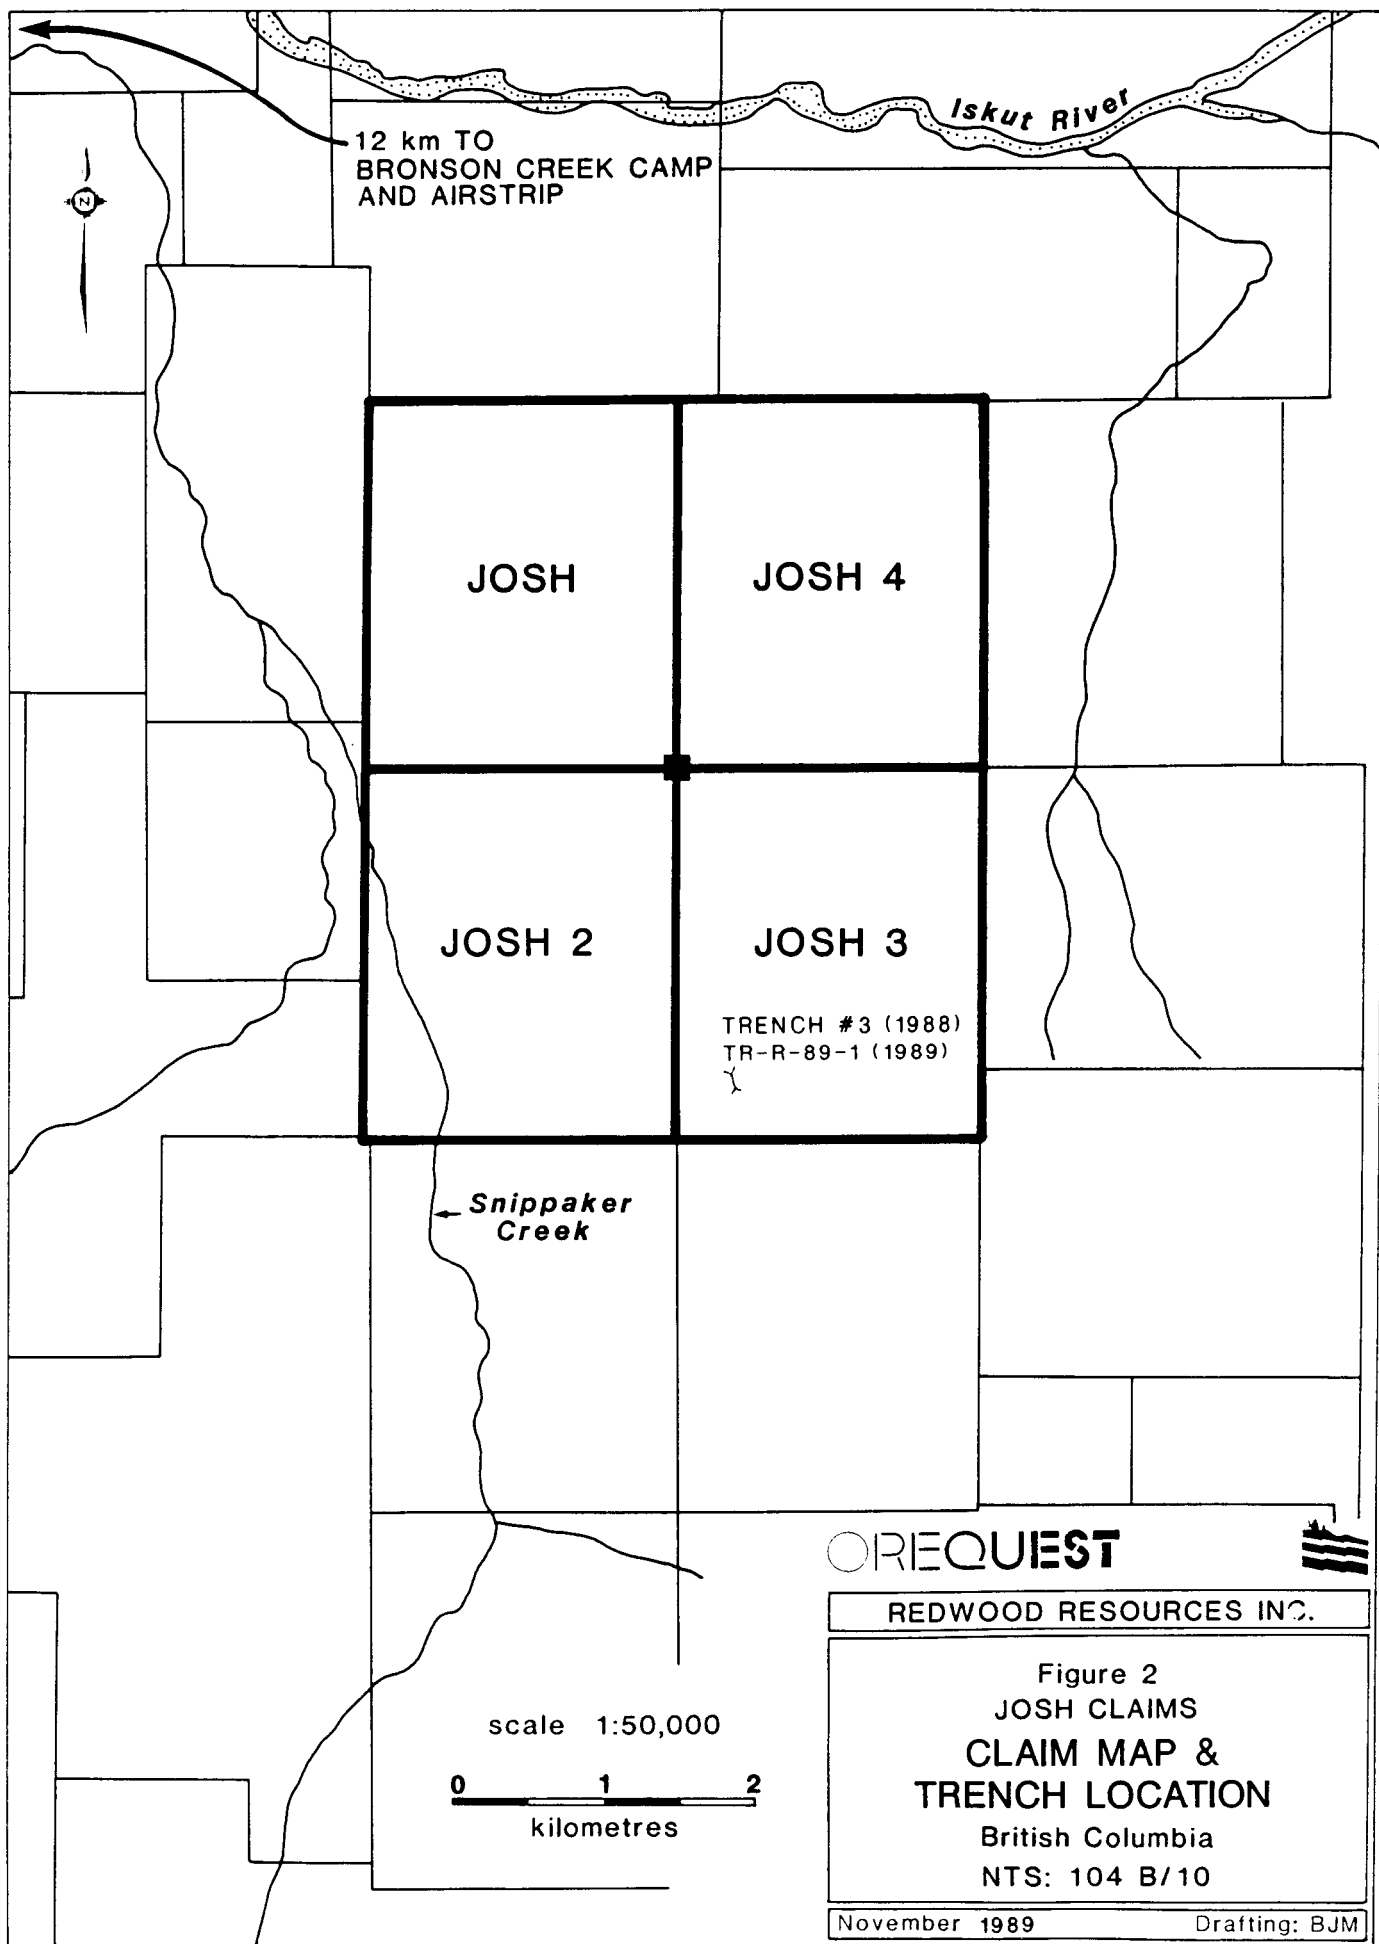 Iskut River
12 km TO
BRONSON CREEK CAMP
AND AIRSTRIP
N
JOSH
JOSH 4
JOSH 2
JOSH 3
TRENCH #3 (1988)
TR-R-89-1 (1989)
Snippaker
Creek
OREQUEST
REDWOOD RESOURCES INC.
Figure 2
JOSH CLAIMS
CLAIM MAP &
TRENCH LOCATION
British Columbia
NTS: 104 B/10
November 1989 Drafting: BJM
scale 1:50,000
0 1 2
kilometres